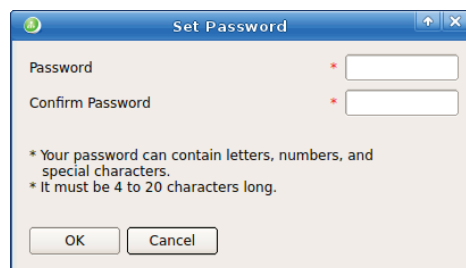 Set Password
Password *
Confirm Password *
* Your password can contain letters, numbers, and
special characters.
* It must be 4 to 20 characters long.
OK Cancel